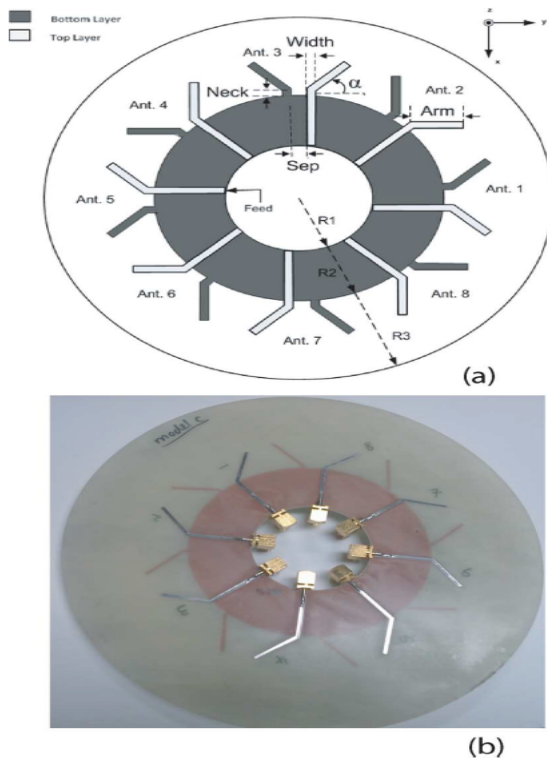 Bottom Layer
Top Layer
z
y
x
Width
Ant. 3
α
Neck
Ant. 2
Ant. 4
Arm
Sep
Ant. 1
Ant. 5
Feed
R1
R2
Ant. 6
Ant. 8
R3
Ant. 7
(a)
model c
(b)